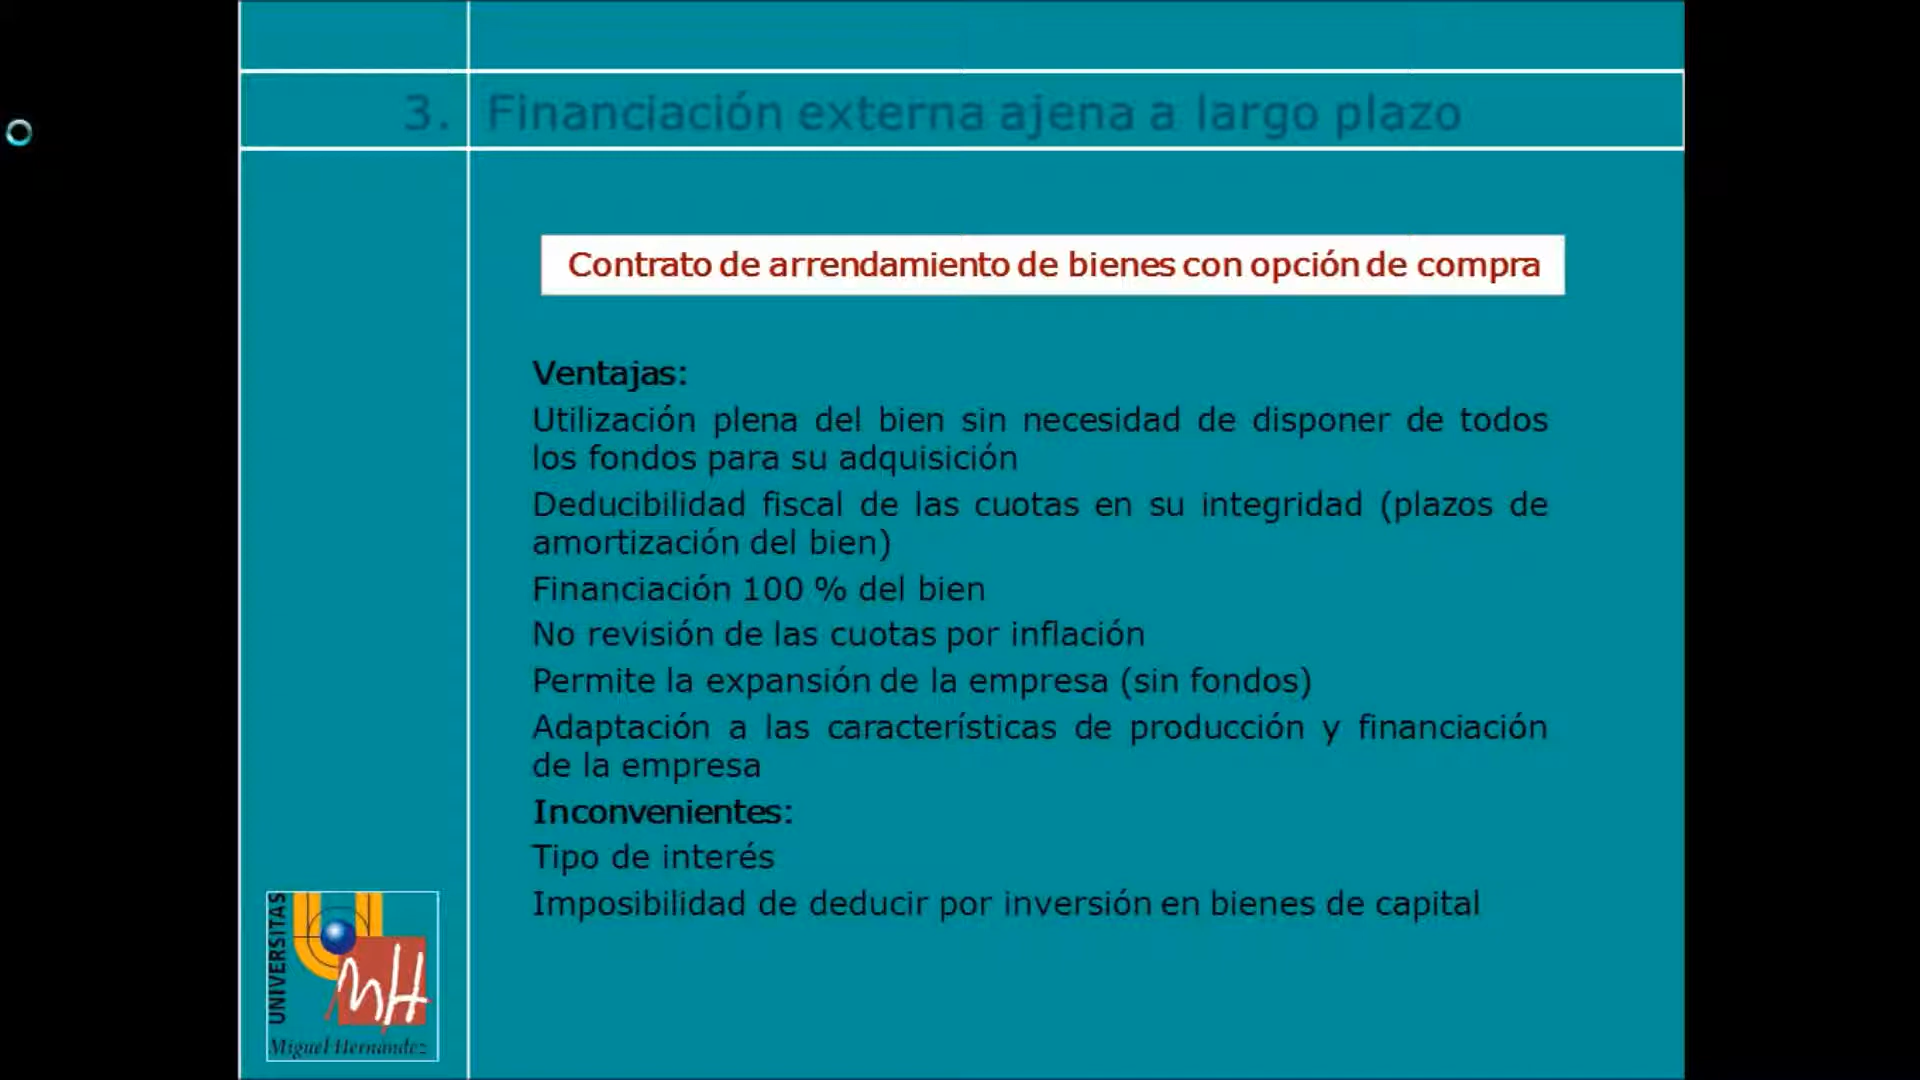 3. Financiación externa ajena a largo plazo
Contrato de arrendamiento de bienes con opción de compra
Ventajas:
Utilización plena del bien sin necesidad de disponer de todos
los fondos para su adquisición
Deducibilidad fiscal de las cuotas en su integridad (plazos de
amortización del bien)
Financiación 100 % del bien
No revisión de las cuotas por inflación
Permite la expansión de la empresa (sin fondos)
Adaptación a las características de producción y financiación
de la empresa
Inconvenientes:
Tipo de interés
Imposibilidad de deducir por inversión en bienes de capital
UNIVERSITAS
MH
Miguel Hernández